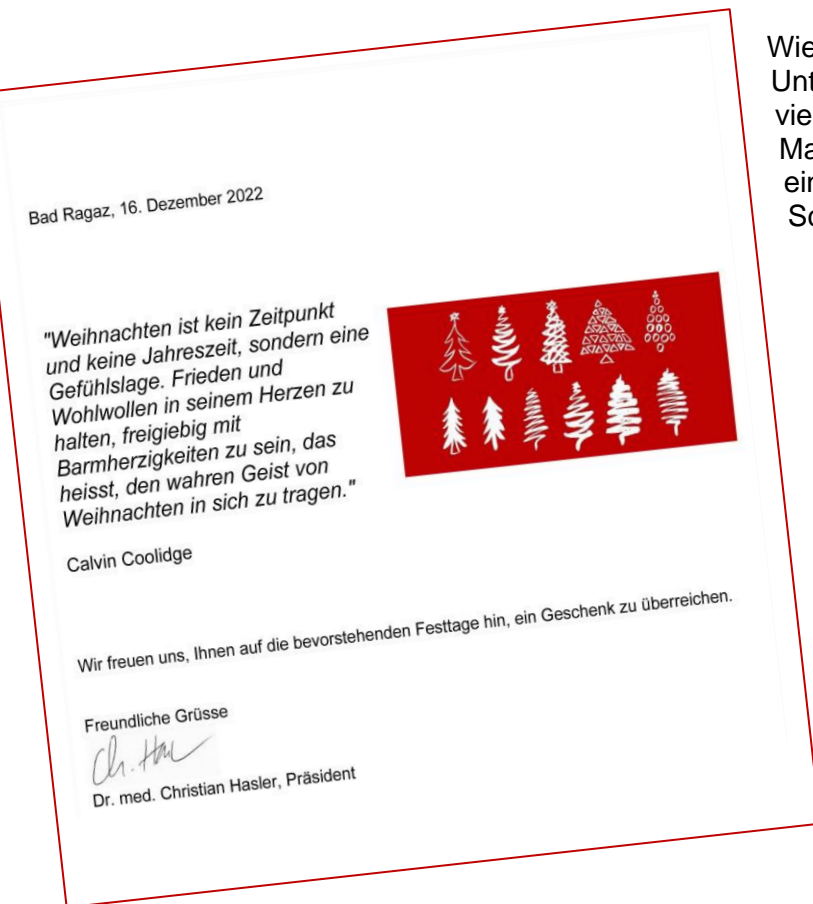 Bad Ragaz, 16. Dezember 2022
"Weihnachten ist kein Zeitpunkt
und keine Jahreszeit, sondern eine
Gefühlslage. Frieden und
Wohlwollen in seinem Herzen zu
halten, freigiebig mit
Barmherzigkeiten zu sein, das
heisst, den wahren Geist von
Weihnachten in sich zu tragen."
Calvin Coolidge
Wir freuen uns, Ihnen auf die bevorstehenden Festtage hin, ein Geschenk zu überreichen.
Freundliche Grüsse
Dr. med. Christian Hasler, Präsident